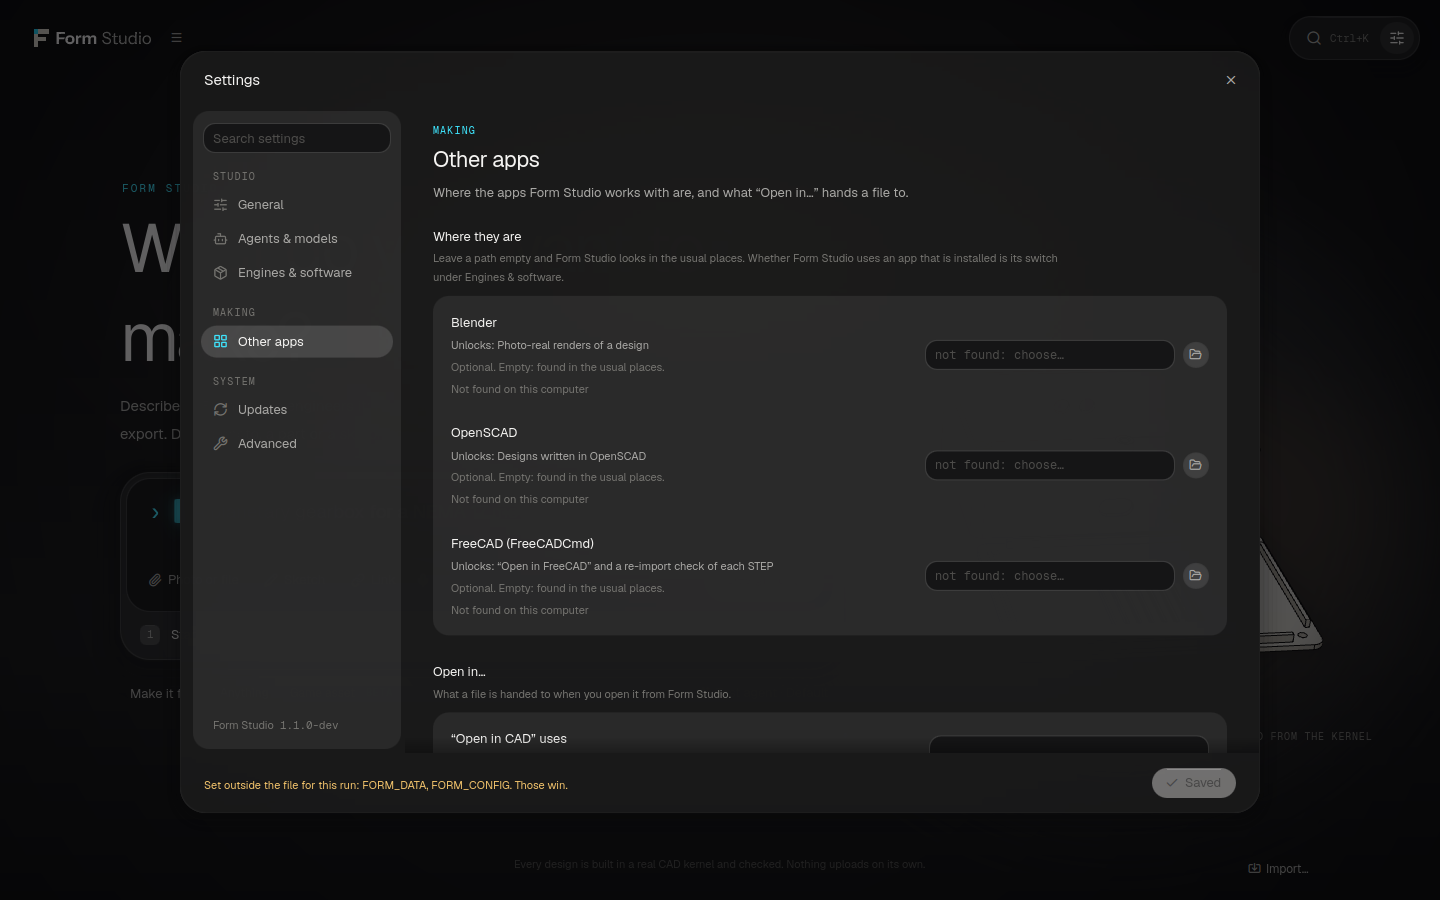 Form Studio
Ctrl+K
Settings
Search settings
STUDIO
General
Agents & models
Engines & software
MAKING
Other apps
SYSTEM
Updates
Advanced
Form Studio 1.1.0-dev
MAKING
Other apps
Where the apps Form Studio works with are, and what “Open in…” hands a file to.
Where they are
Leave a path empty and Form Studio looks in the usual places. Whether Form Studio uses an app that is installed is its switch
under Engines & software.
Blender
Unlocks: Photo-real renders of a design
Optional. Empty: found in the usual places.
Not found on this computer
not found: choose…
OpenSCAD
Unlocks: Designs written in OpenSCAD
Optional. Empty: found in the usual places.
Not found on this computer
not found: choose…
FreeCAD (FreeCADCmd)
Unlocks: “Open in FreeCAD” and a re-import check of each STEP
Optional. Empty: found in the usual places.
Not found on this computer
not found: choose…
Open in…
What a file is handed to when you open it from Form Studio.
“Open in CAD” uses
Set outside the file for this run: FORM_DATA, FORM_CONFIG. Those win.
Saved
FORM ST
Describe
export. D
1
Make it f
FROM THE KERNEL
Every design is built in a real CAD kernel and checked. Nothing uploads on its own.
Import…